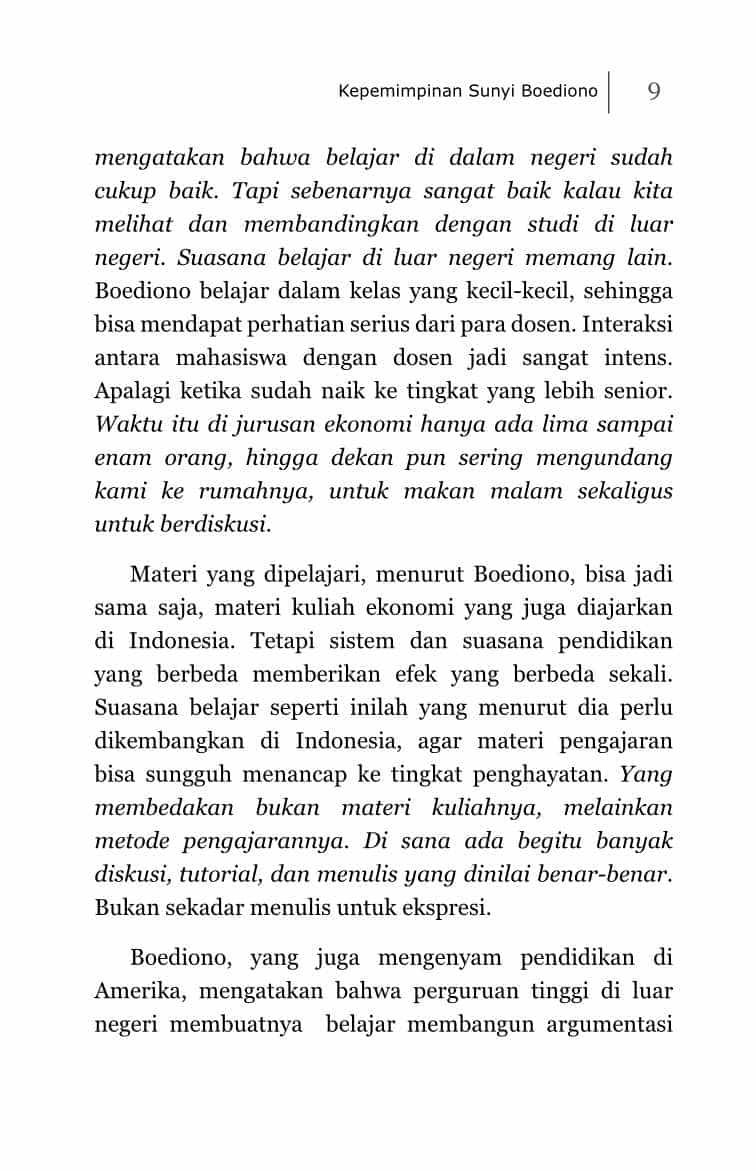 Kepemimpinan Sunyi Boediono 9
mengatakan bahwa belajar di dalam negeri sudah
cukup baik. Tapi sebenarnya sangat baik kalau kita
melihat dan membandingkan dengan studi di luar
negeri. Suasana belajar di luar negeri memang lain.
Boediono belajar dalam kelas yang kecil-kecil, sehingga
bisa mendapat perhatian serius dari para dosen. Interaksi
antara mahasiswa dengan dosen jadi sangat intens.
Apalagi ketika sudah naik ke tingkat yang lebih senior.
Waktu itu di jurusan ekonomi hanya ada lima sampai
enam orang, hingga dekan pun sering mengundang
kami ke rumahnya, untuk makan malam sekaligus
untuk berdiskusi.
Materi yang dipelajari, menurut Boediono, bisa jadi
sama saja, materi kuliah ekonomi yang juga diajarkan
di Indonesia. Tetapi sistem dan suasana pendidikan
yang berbeda memberikan efek yang berbeda sekali.
Suasana belajar seperti inilah yang menurut dia perlu
dikembangkan di Indonesia, agar materi pengajaran
bisa sungguh menancap ke tingkat penghayatan. Yang
membedakan bukan materi kuliahnya, melainkan
metode pengajarannya. Di sana ada begitu banyak
diskusi, tutorial, dan menulis yang dinilai benar-benar.
Bukan sekadar menulis untuk ekspresi.
Boediono, yang juga mengenyam pendidikan di
Amerika, mengatakan bahwa perguruan tinggi di luar
negeri membuatnya belajar membangun argumentasi